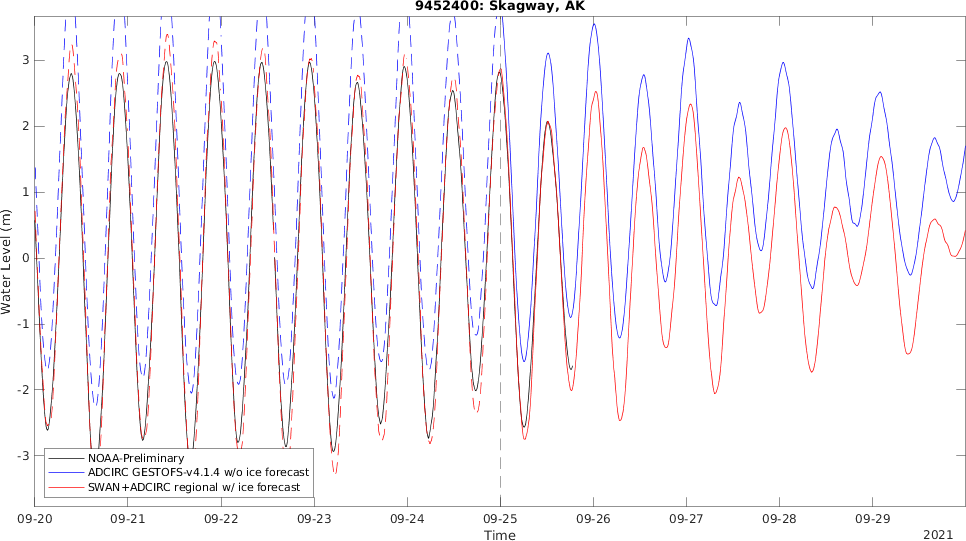 9452400: Skagway, AK
Water Level (m)
3
2
1
0
-1
-2
-3
NOAA-Preliminary
ADCIRC GESTOFS-v4.1.4 w/o ice forecast
SWAN+ADCIRC regional w/ ice forecast
09-20 09-21 09-22 09-23 09-24 09-25 09-26 09-27 09-28 09-29
Time
2021